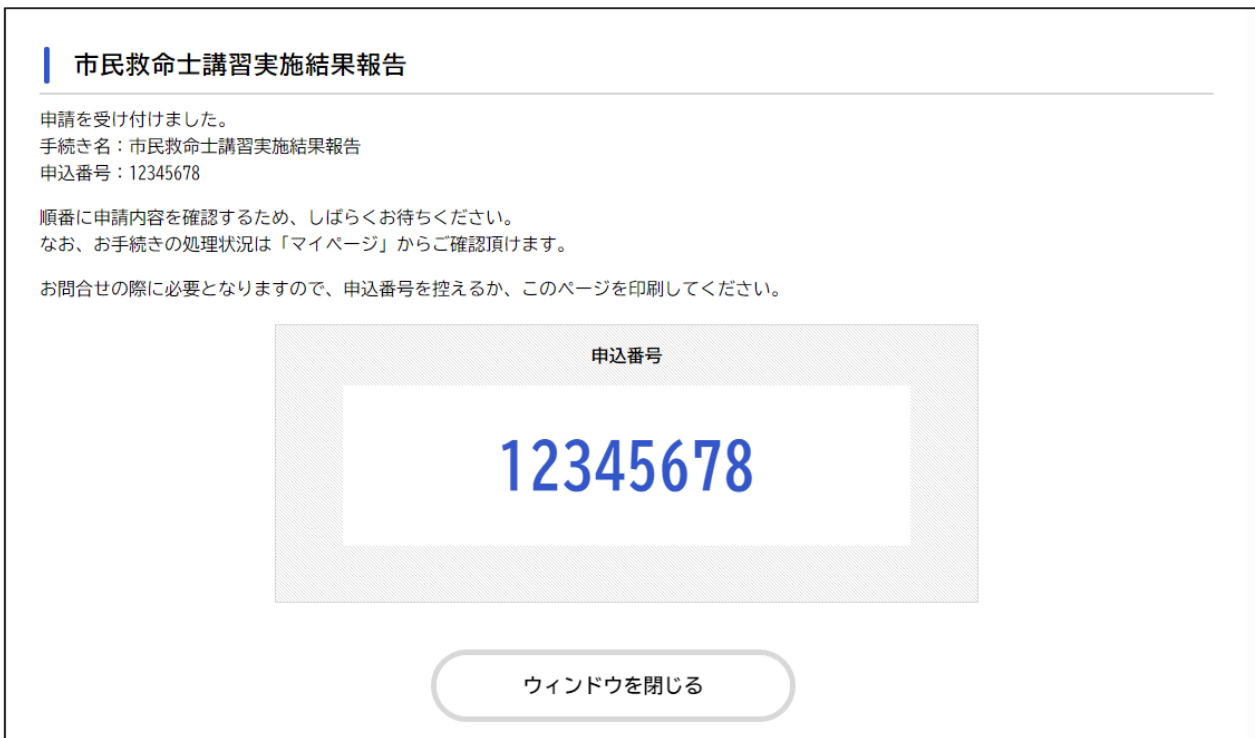 市民救命士講習実施結果報告
申請を受け付けました。
手続き名：市民救命士講習実施結果報告
申込番号：12345678
順番に申請内容を確認するため、しばらくお待ちください。
なお、お手続きの処理状況は「マイページ」からご確認頂けます。
お問合せの際に必要となりますので、申込番号を控えるか、このページを印刷してください。
申込番号
12345678
ウィンドウを閉じる